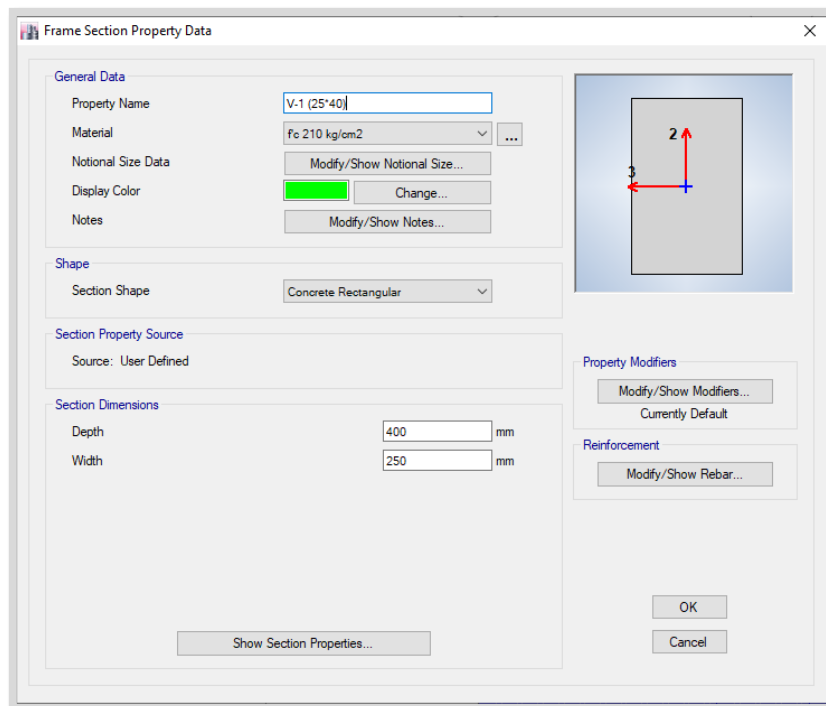 Frame Section Property Data
General Data
Property Name V-1 (25*40)
Material f'c 210 kg/cm2 ...
Notional Size Data Modify/Show Notional Size...
Display Color Change...
Notes Modify/Show Notes...
Shape
Section Shape Concrete Rectangular
Section Property Source
Source: User Defined
Section Dimensions
Depth 400 mm
Width 250 mm
Show Section Properties...
2
3
Property Modifiers
Modify/Show Modifiers...
Currently Default
Reinforcement
Modify/Show Rebar...
OK
Cancel